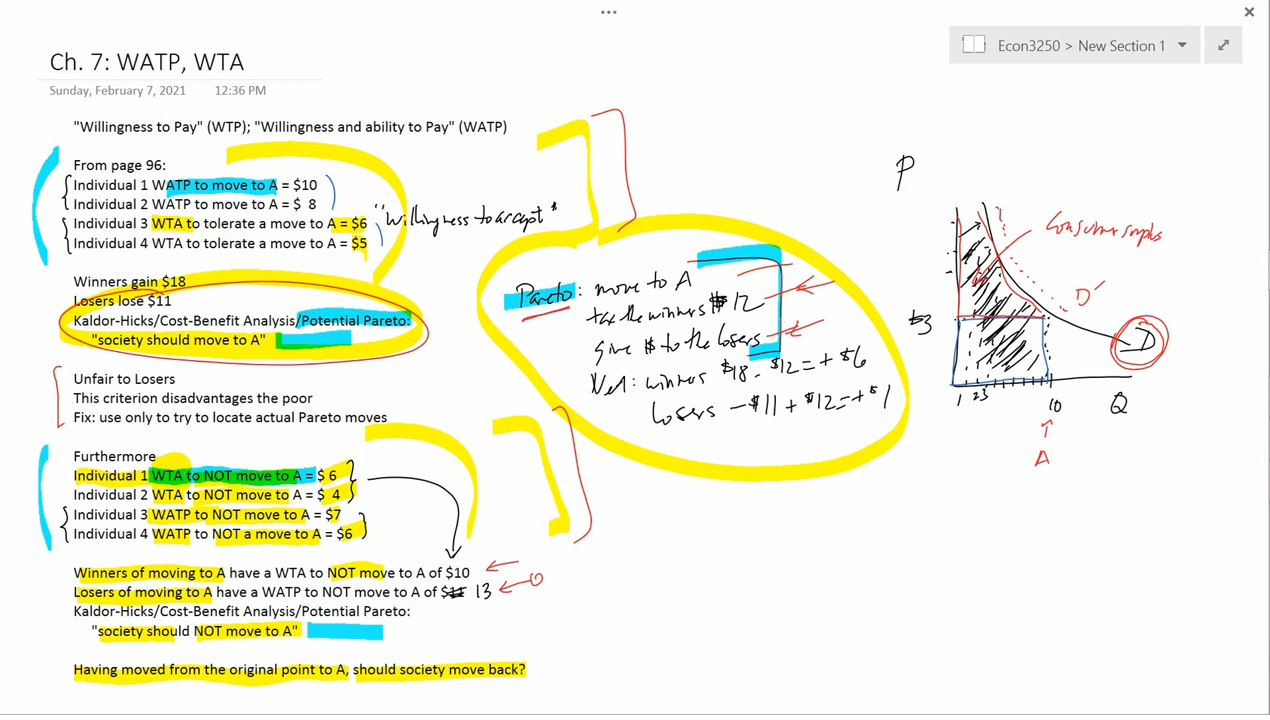 Econ3250 > New Section 1
Ch. 7: WATP, WTA
Sunday, February 7, 2021 12:36 PM
"Willingness to Pay" (WTP); "Willingness and ability to Pay" (WATP)
From page 96:
Individual 1 WATP to move to A = $10
Individual 2 WATP to move to A = $ 8
Individual 3 WTA to tolerate a move to A = $6
Individual 4 WTA to tolerate a move to A = $5
"Willingness to accept"
Winners gain $18
Losers lose $11
Kaldor-Hicks/Cost-Benefit Analysis/Potential Pareto:
"society should move to A"
Unfair to Losers
This criterion disadvantages the poor
Fix: use only to try to locate actual Pareto moves
Furthermore
Individual 1 WTA to NOT move to A = $ 6
Individual 2 WTA to NOT move to A = $ 4
Individual 3 WATP to NOT move to A = $7
Individual 4 WATP to NOT a move to A = $6
Winners of moving to A have a WTA to NOT move to A of $10
Losers of moving to A have a WATP to NOT move to A of $11 13
Kaldor-Hicks/Cost-Benefit Analysis/Potential Pareto:
"society should NOT move to A"
Having moved from the original point to A, should society move back?
Pareto: move to A
tax the winners $12
give $ to the losers
Net: winners $18 - $12 = + $6
losers -$11 + $12 = + $1
P
Consumer surplus
D'
$3
D
1 2 3 10 Q
A